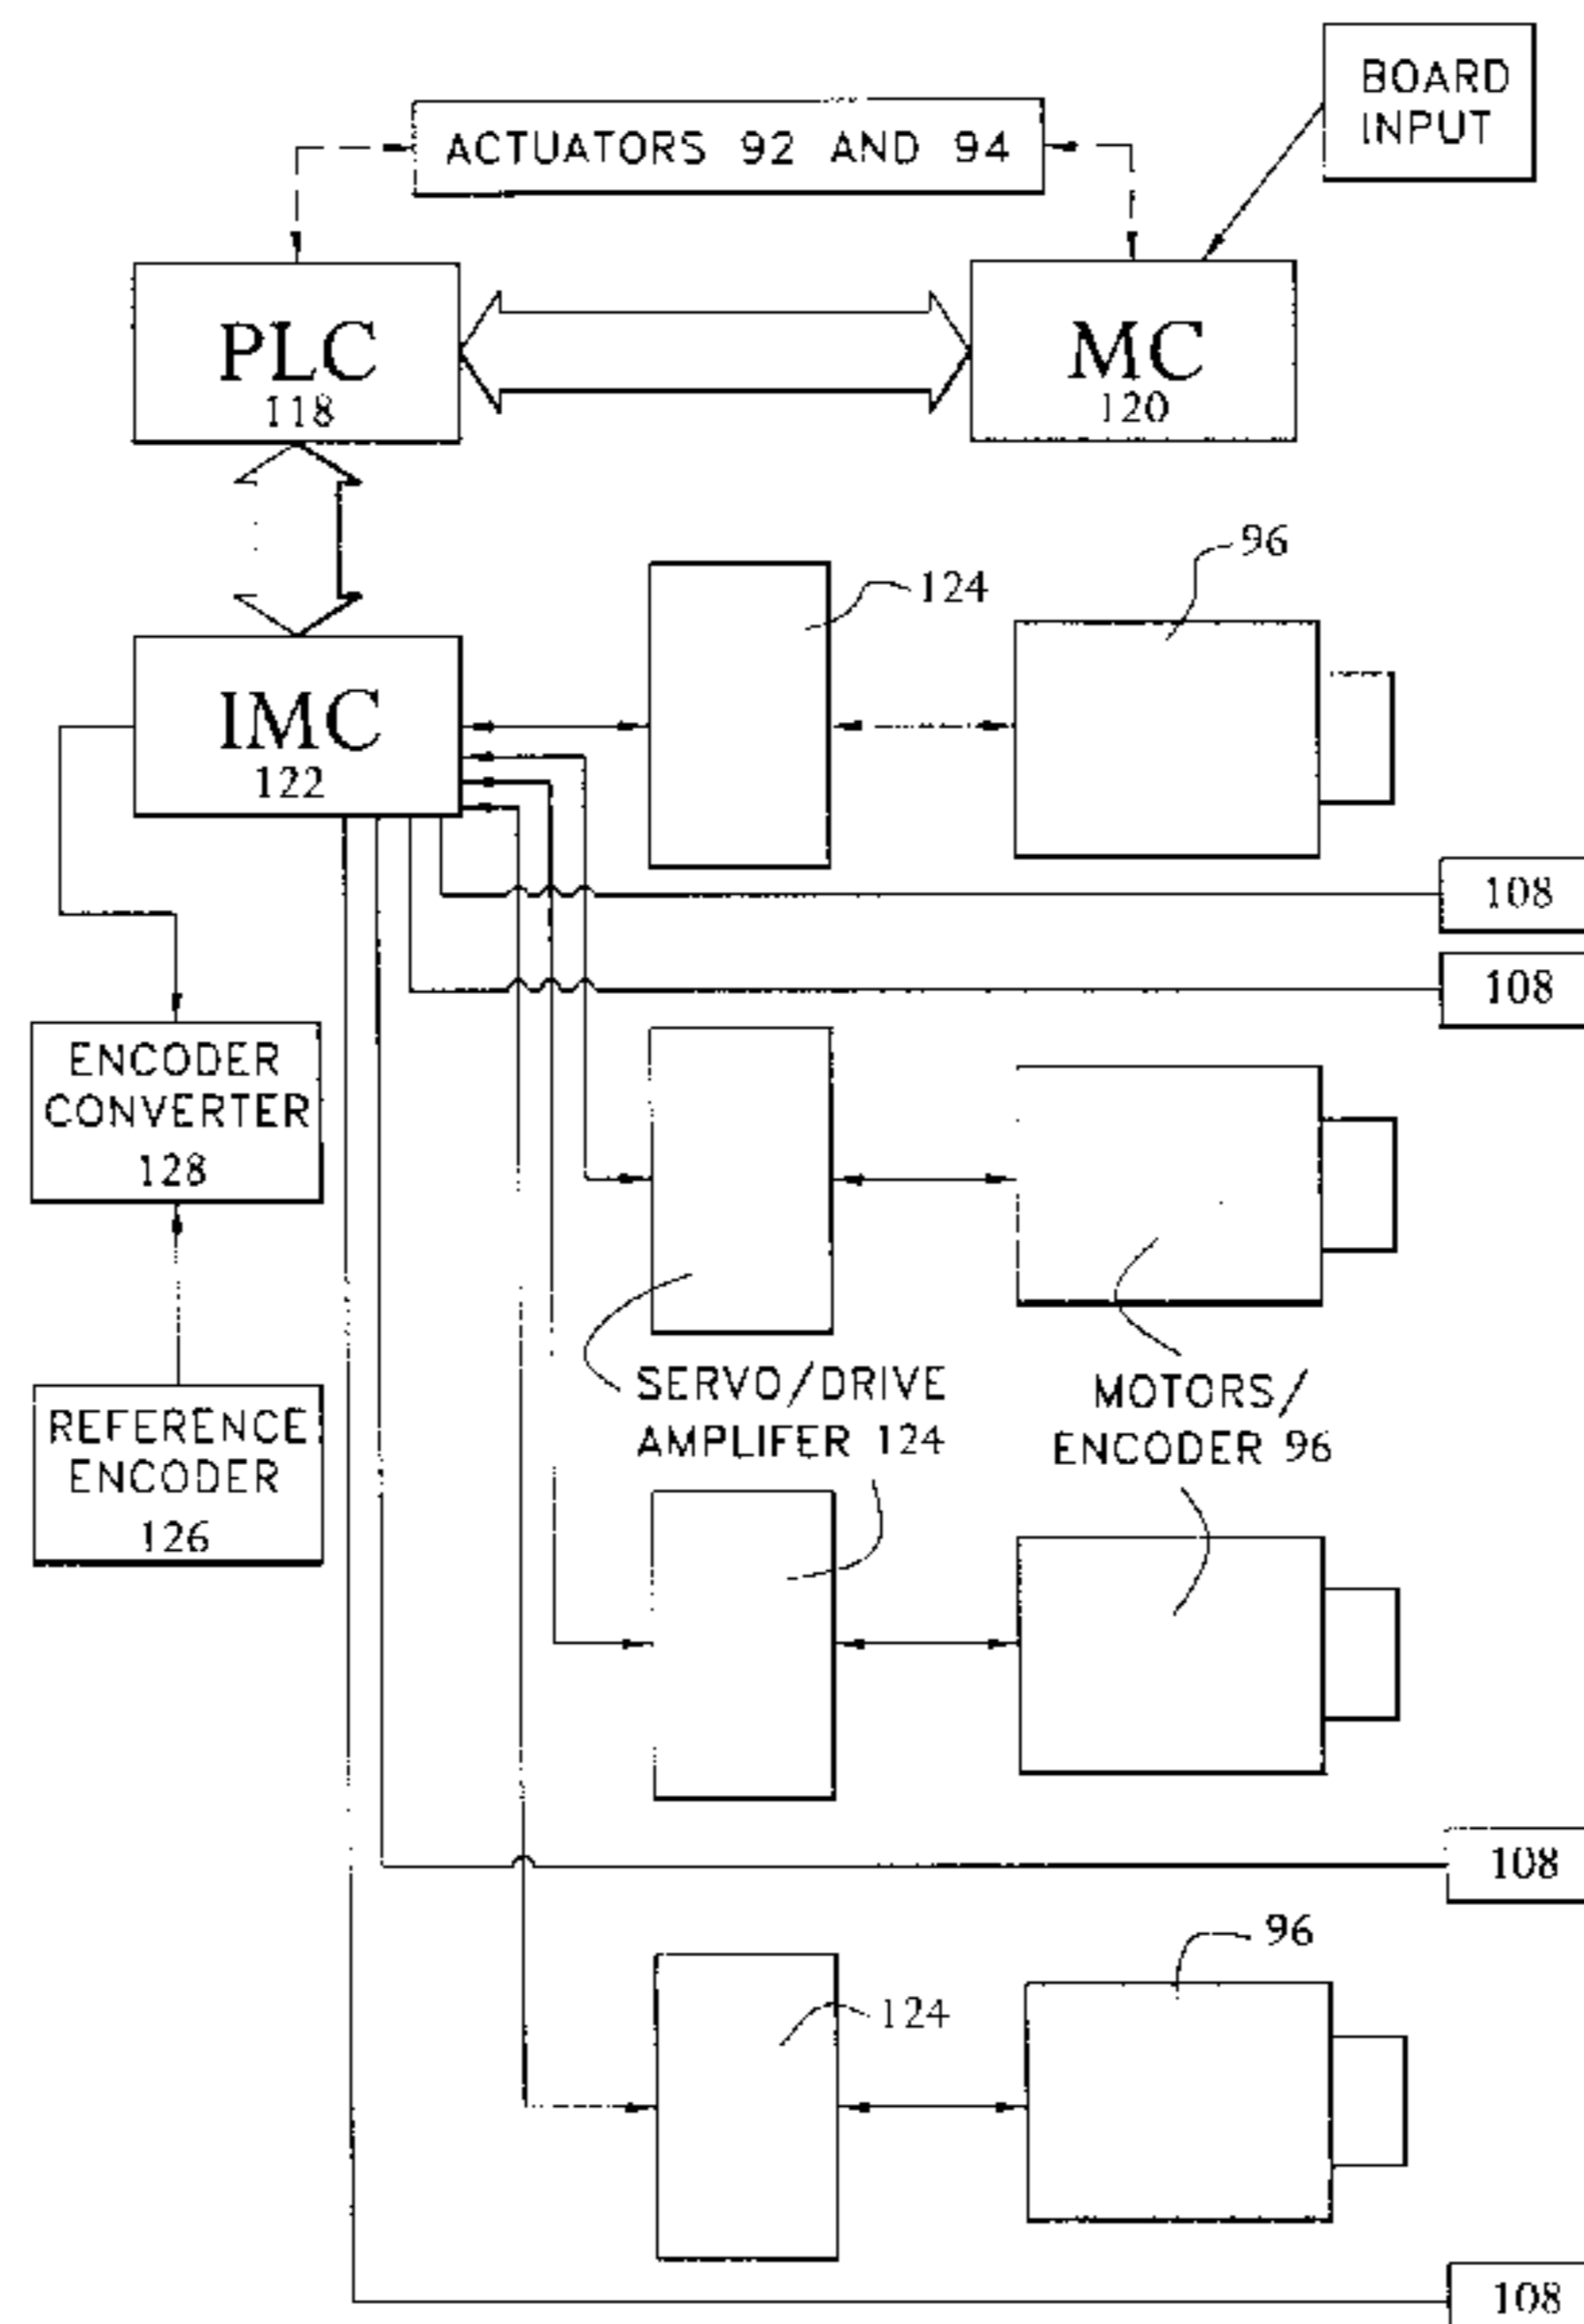 BOARD
INPUT
ACTUATORS 92 AND 94
PLC
118
MC
120
96
124
IMC
122
108
108
ENCODER
CONVERTER
128
SERVO/DRIVE
AMPLIFER 124
MOTORS/
ENCODER 96
REFERENCE
ENCODER
126
108
96
124
108